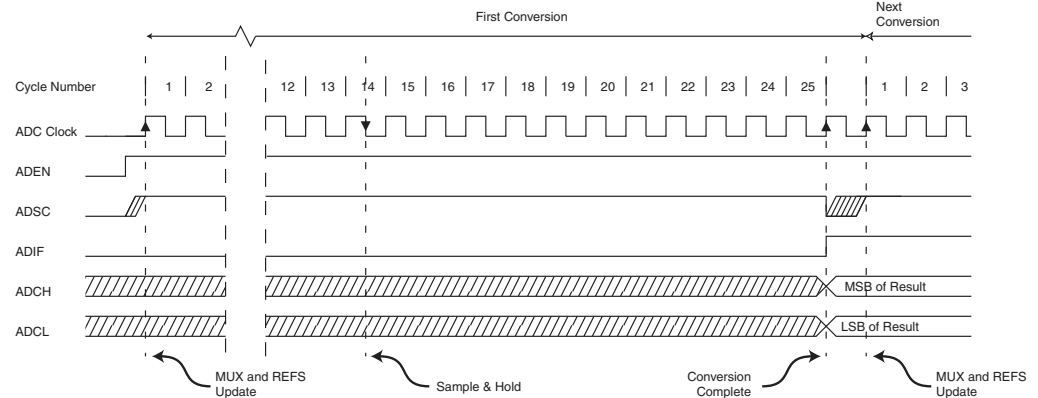 First Conversion
Next
Conversion
Cycle Number 1 2 12 13 14 15 16 17 18 19 20 21 22 23 24 25 1 2 3
ADC Clock
ADEN
ADSC
ADIF
ADCH MSB of Result
ADCL LSB of Result
MUX and REFS
Update
Sample & Hold
Conversion
Complete
MUX and REFS
Update